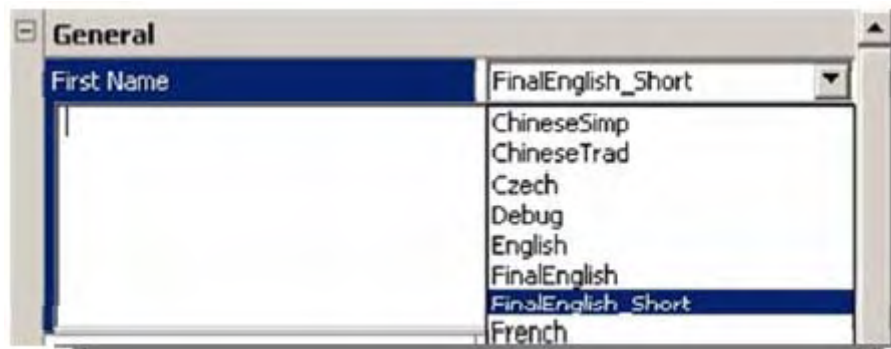 General
First Name FinalEnglish_Short
ChineseSimp
ChineseTrad
Czech
Debug
English
FinalEnglish
FinalEnglish_Short
French